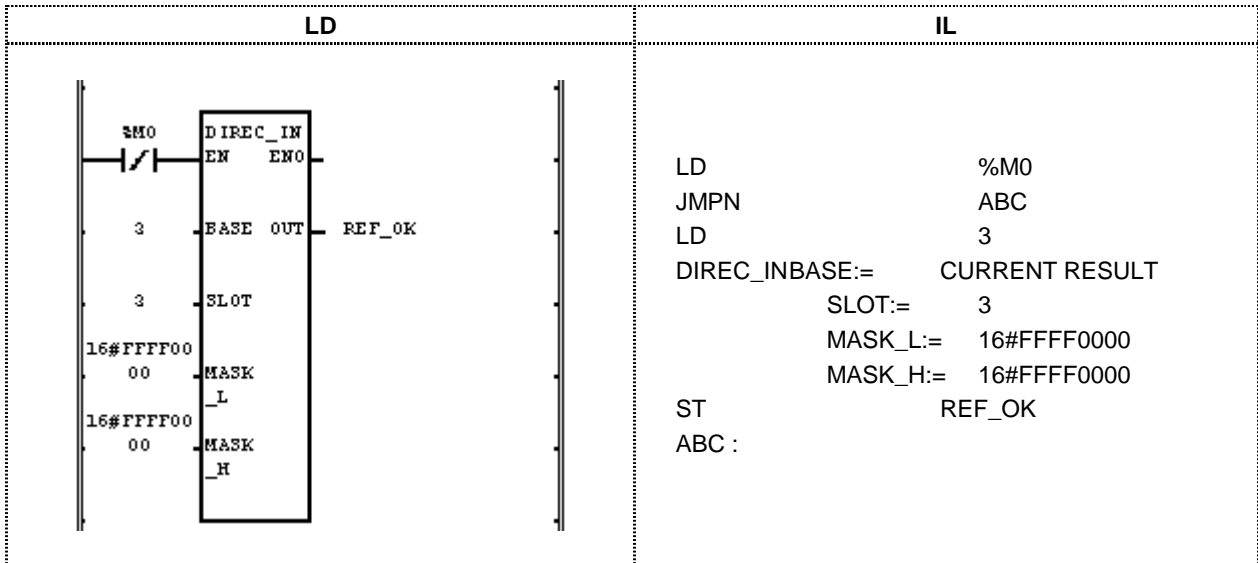 LD
IL
%M0
DIREC_IN
EN ENO
3 BASE OUT REF_OK
3 SLOT
16#FFFF00
00 MASK
_L
16#FFFF00
00 MASK
_H
LD %M0
JMPN ABC
LD 3
DIREC_INBASE:= CURRENT RESULT
SLOT:= 3
MASK_L:= 16#FFFF0000
MASK_H:= 16#FFFF0000
ST REF_OK
ABC :